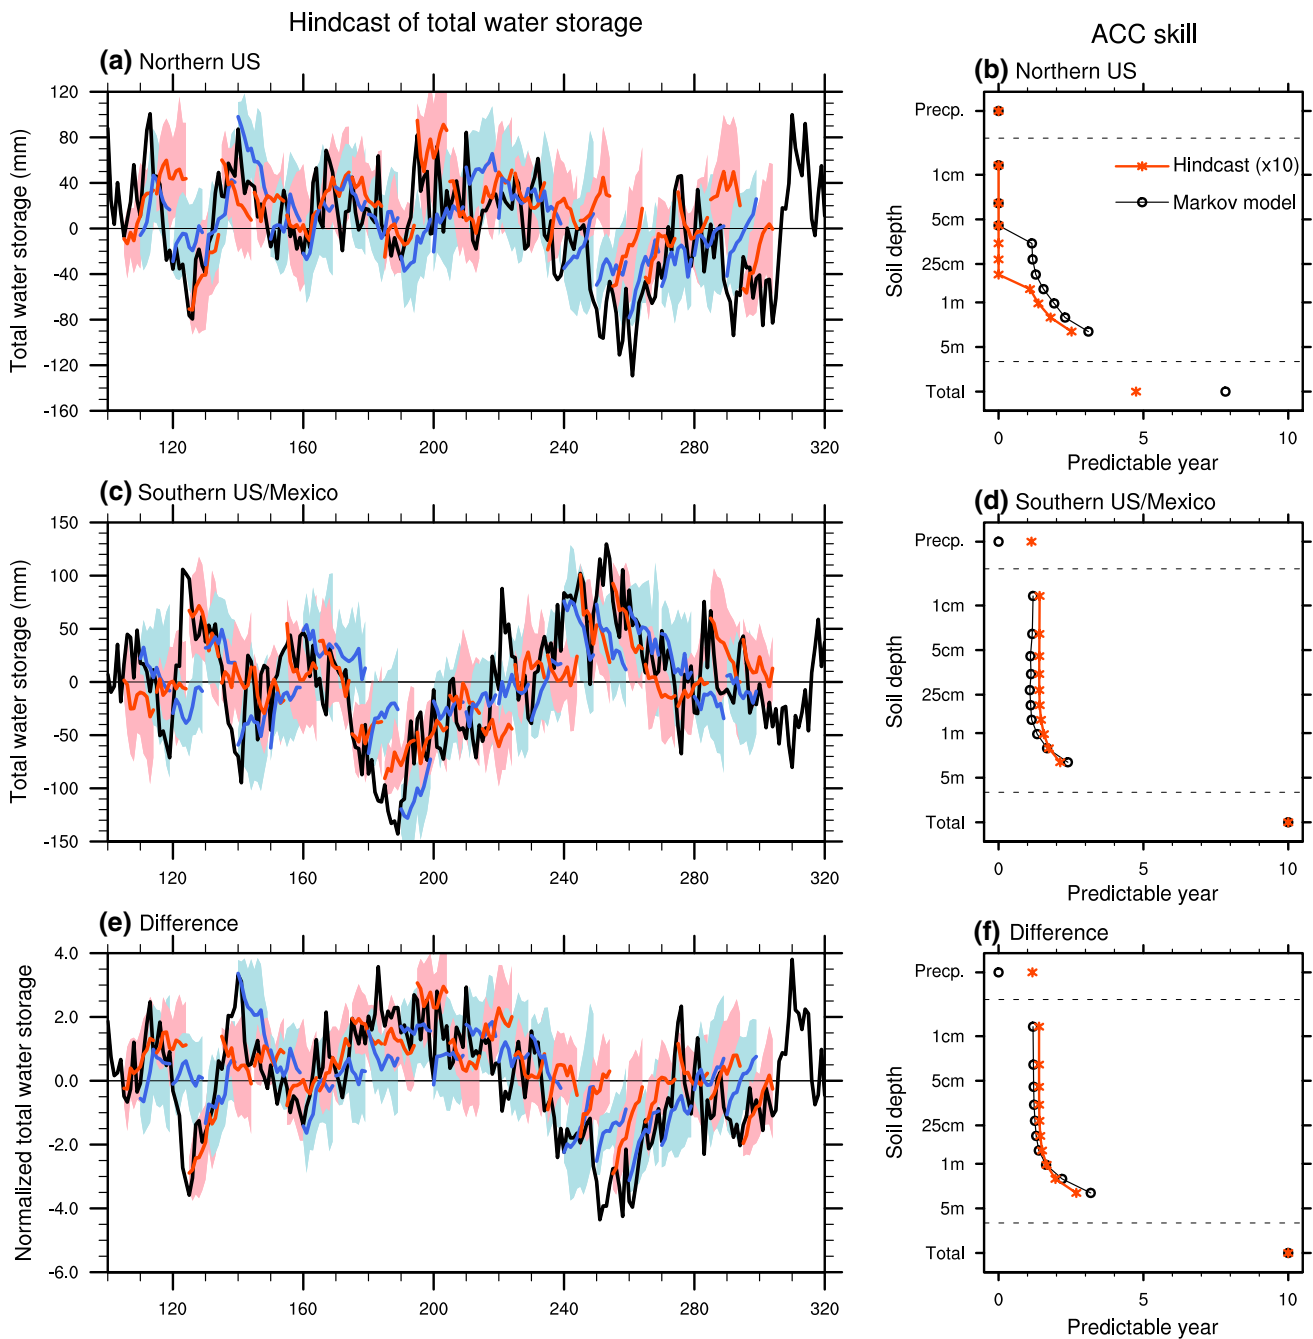 Hindcast of total water storage
ACC skill
(a) Northern US
120
80
40
0
-40
-80
-120
-160
Total water storage (mm)
120 160 200 240 280 320
(b) Northern US
Precp.
1cm
5cm
25cm
1m
5m
Total
Soil depth
Hindcast (x10)
Markov model
0 5 10
Predictable year
(c) Southern US/Mexico
150
100
50
0
-50
-100
-150
Total water storage (mm)
120 160 200 240 280 320
(d) Southern US/Mexico
Precp.
1cm
5cm
25cm
1m
5m
Total
Soil depth
0 5 10
Predictable year
(e) Difference
4.0
2.0
0.0
-2.0
-4.0
-6.0
Normalized total water storage
120 160 200 240 280 320
(f) Difference
Precp.
1cm
5cm
25cm
1m
5m
Total
Soil depth
0 5 10
Predictable year